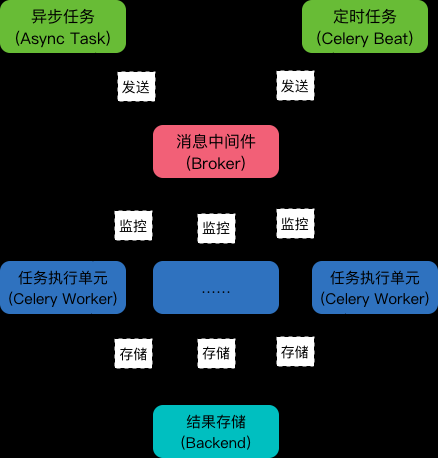 异步任务
(Async Task)
定时任务
(Celery Beat)
发送
发送
消息中间件
(Broker)
监控
监控
监控
任务执行单元
(Celery Worker)
……
任务执行单元
(Celery Worker)
存储
存储
存储
结果存储
(Backend)